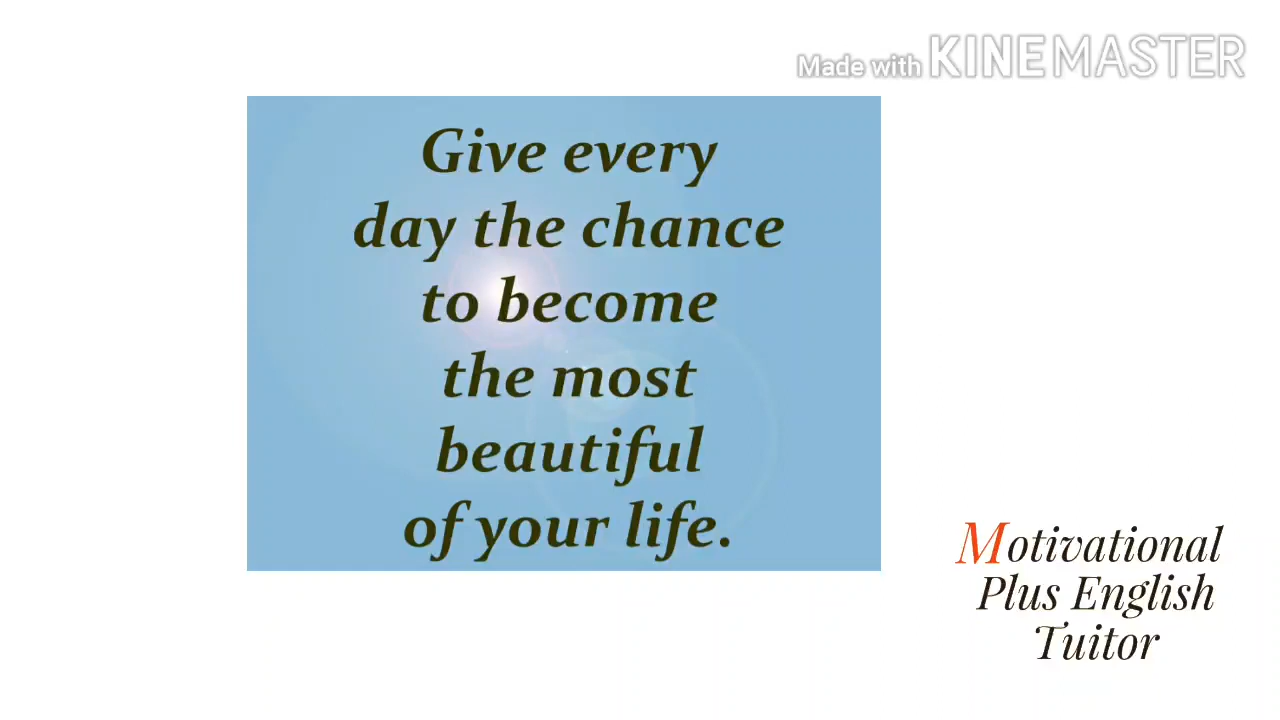 Made with KINEMASTER
Give every
day the chance
to become
the most
beautiful
of your life.
Motivational
Plus English
Tuitor